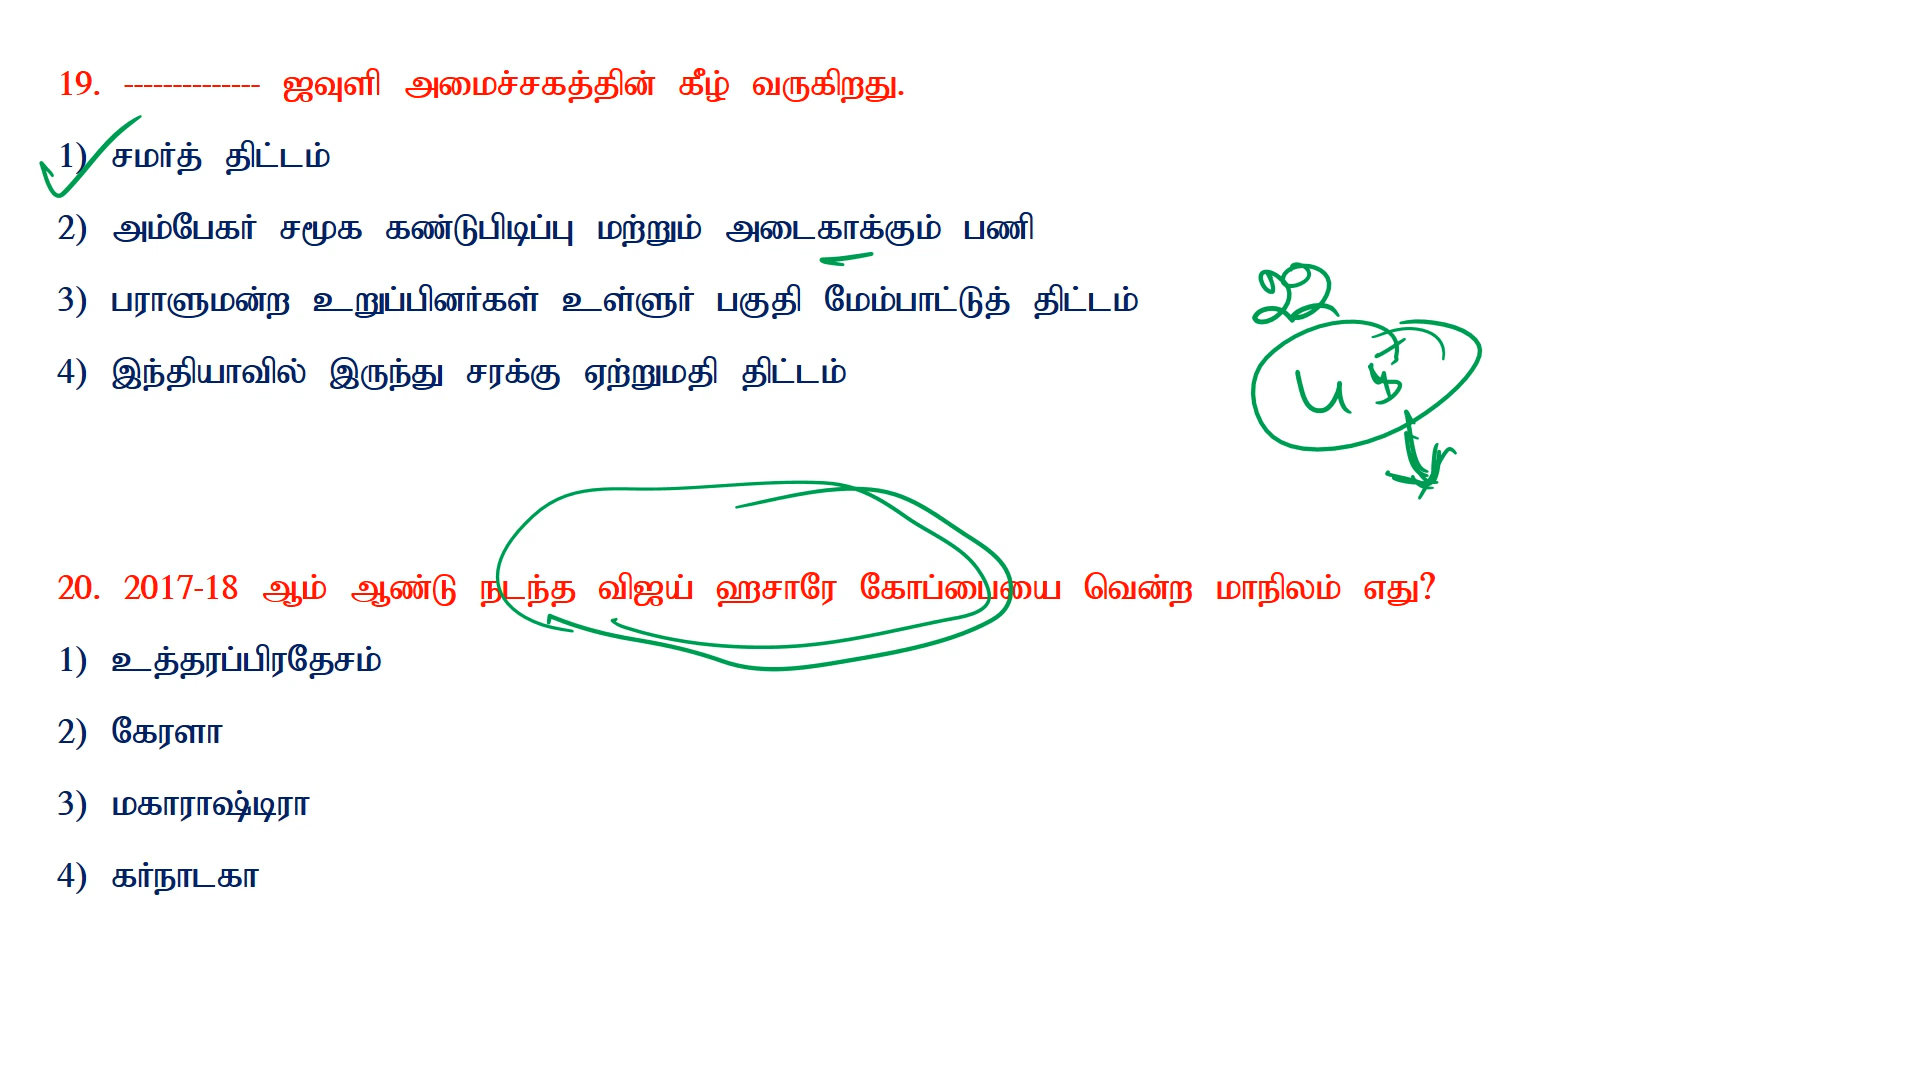 19. -------------- ஜவுளி அமைச்சகத்தின் கீழ் வருகிறது.
1) சமர்த் திட்டம்
2) அம்பேகர் சமூக கண்டுபிடிப்பு மற்றும் அடைகாக்கும் பணி
3) பராளுமன்ற உறுப்பினர்கள் உள்ளுர் பகுதி மேம்பாட்டுத் திட்டம்
4) இந்தியாவில் இருந்து சரக்கு ஏற்றுமதி திட்டம்
20. 2017-18 ஆம் ஆண்டு நடந்த விஜய் ஹசாரே கோப்பையை வென்ற மாநிலம் எது?
1) உத்தரப்பிரதேசம்
2) கேரளா
3) மகாராஷ்டிரா
4) கர்நாடகா